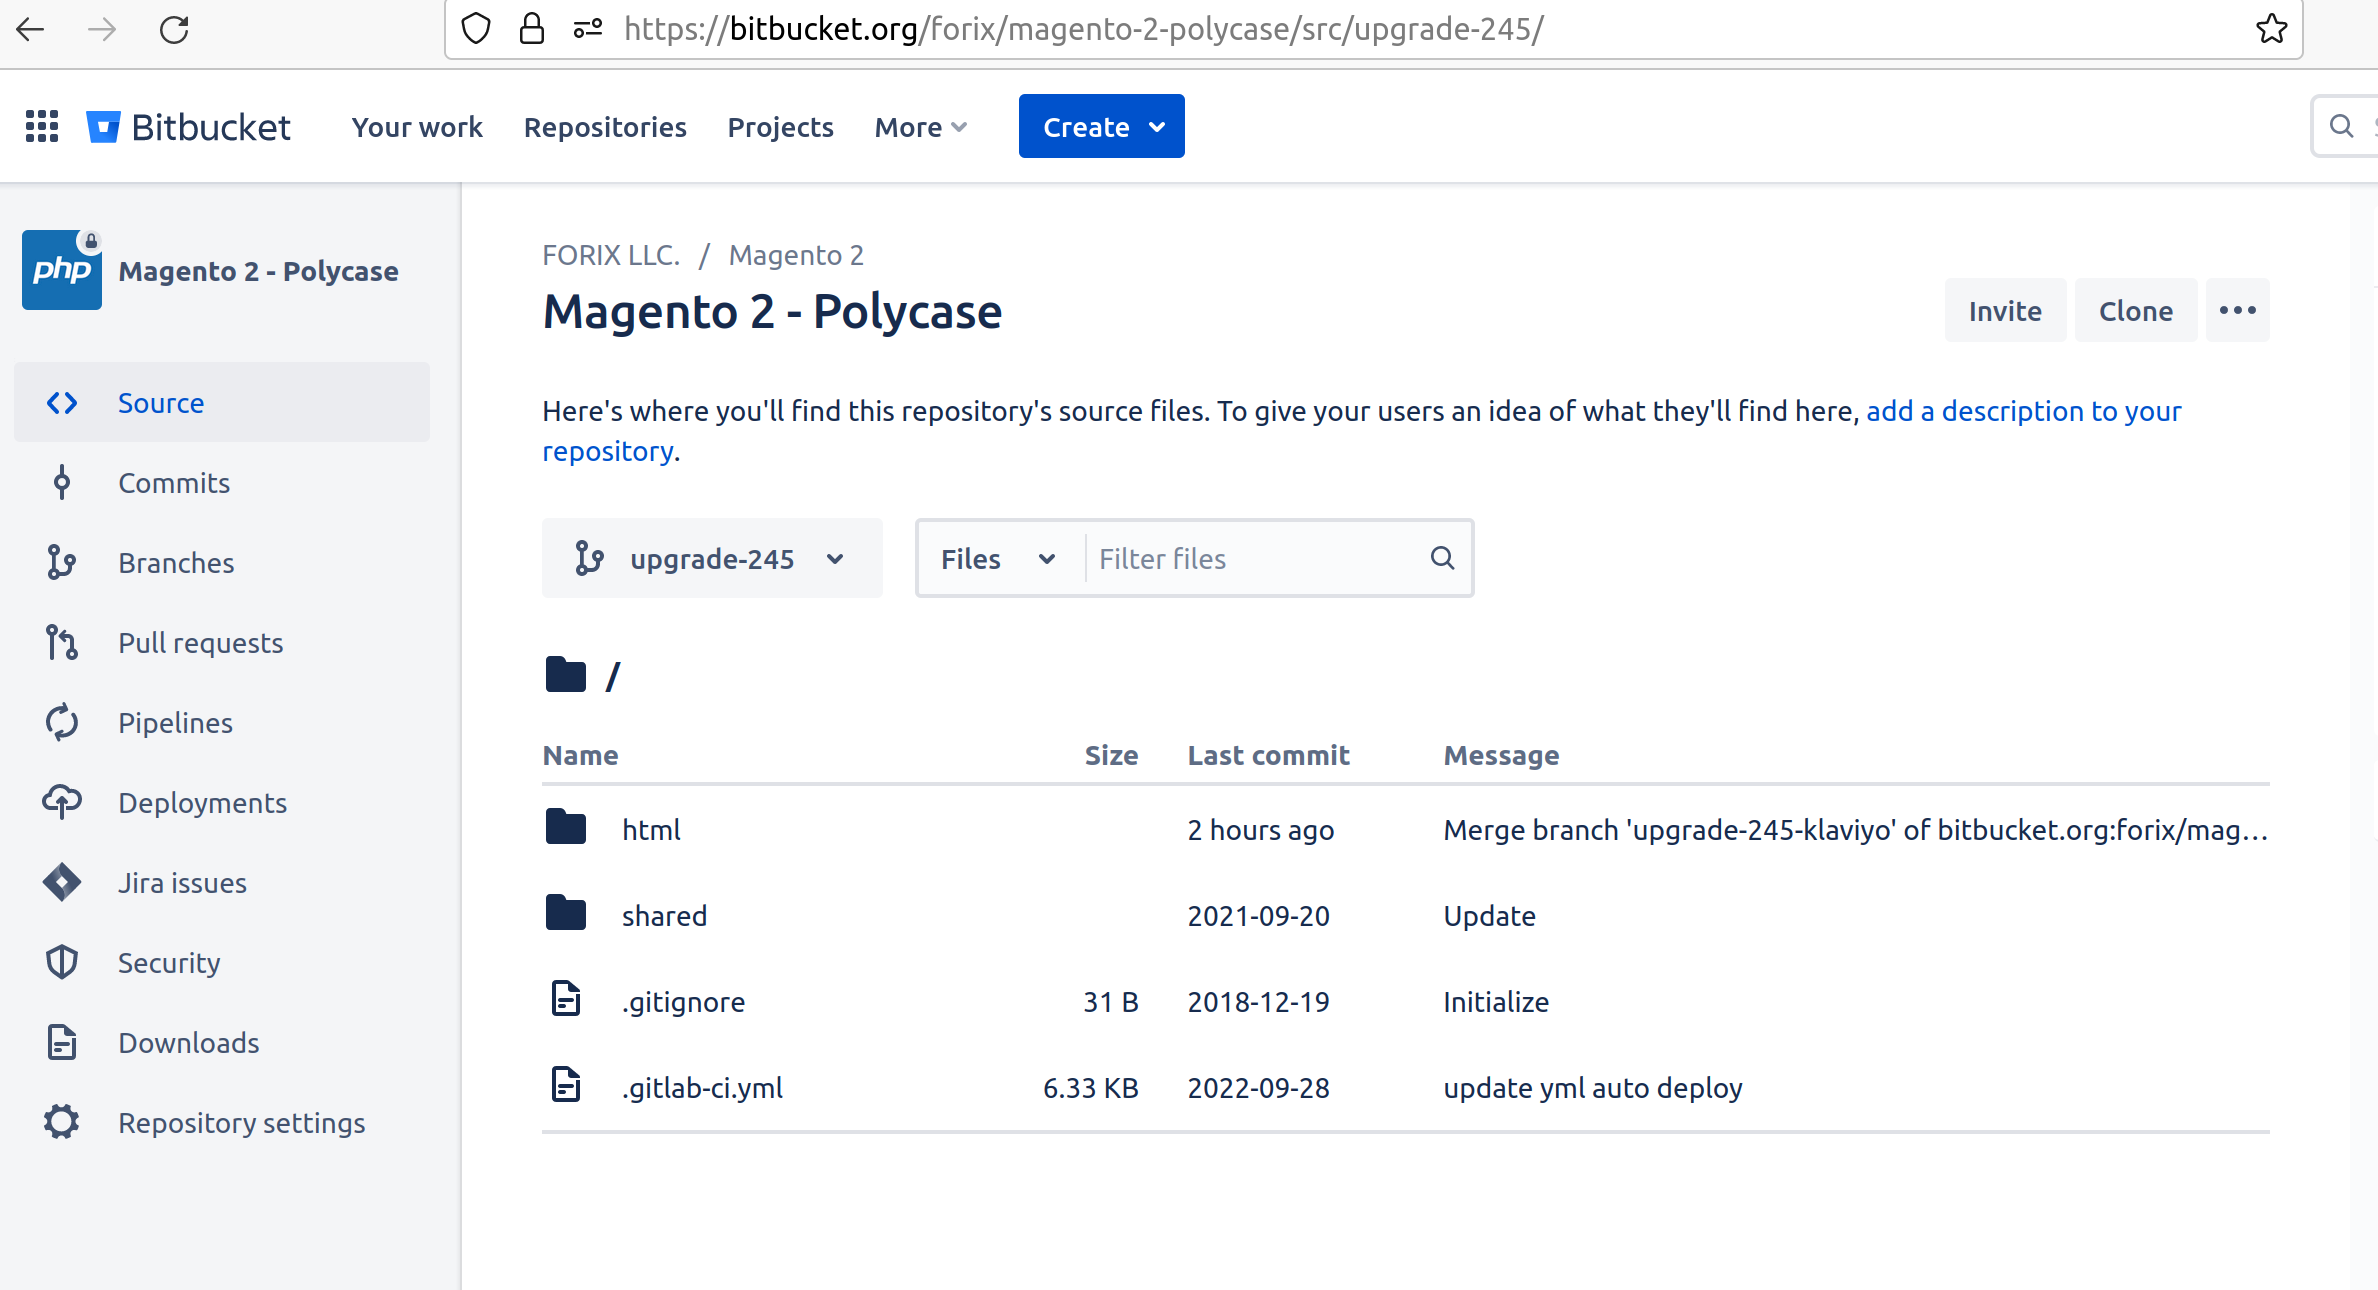 https://bitbucket.org/forix/magento-2-polycase/src/upgrade-245/
Bitbucket
Your work
Repositories
Projects
More
Create
php
Magento 2 - Polycase
Source
Commits
Branches
Pull requests
Pipelines
Deployments
Jira issues
Security
Downloads
Repository settings
FORIX LLC. / Magento 2
Magento 2 - Polycase
Invite
Clone
Here's where you'll find this repository's source files. To give your users an idea of what they'll find here, add a description to your
repository.
upgrade-245
Files
Filter files
/
Name Size Last commit Message
html 2 hours ago Merge branch 'upgrade-245-klaviyo' of bitbucket.org:forix/mag...
shared 2021-09-20 Update
.gitignore 31 B 2018-12-19 Initialize
.gitlab-ci.yml 6.33 KB 2022-09-28 update yml auto deploy